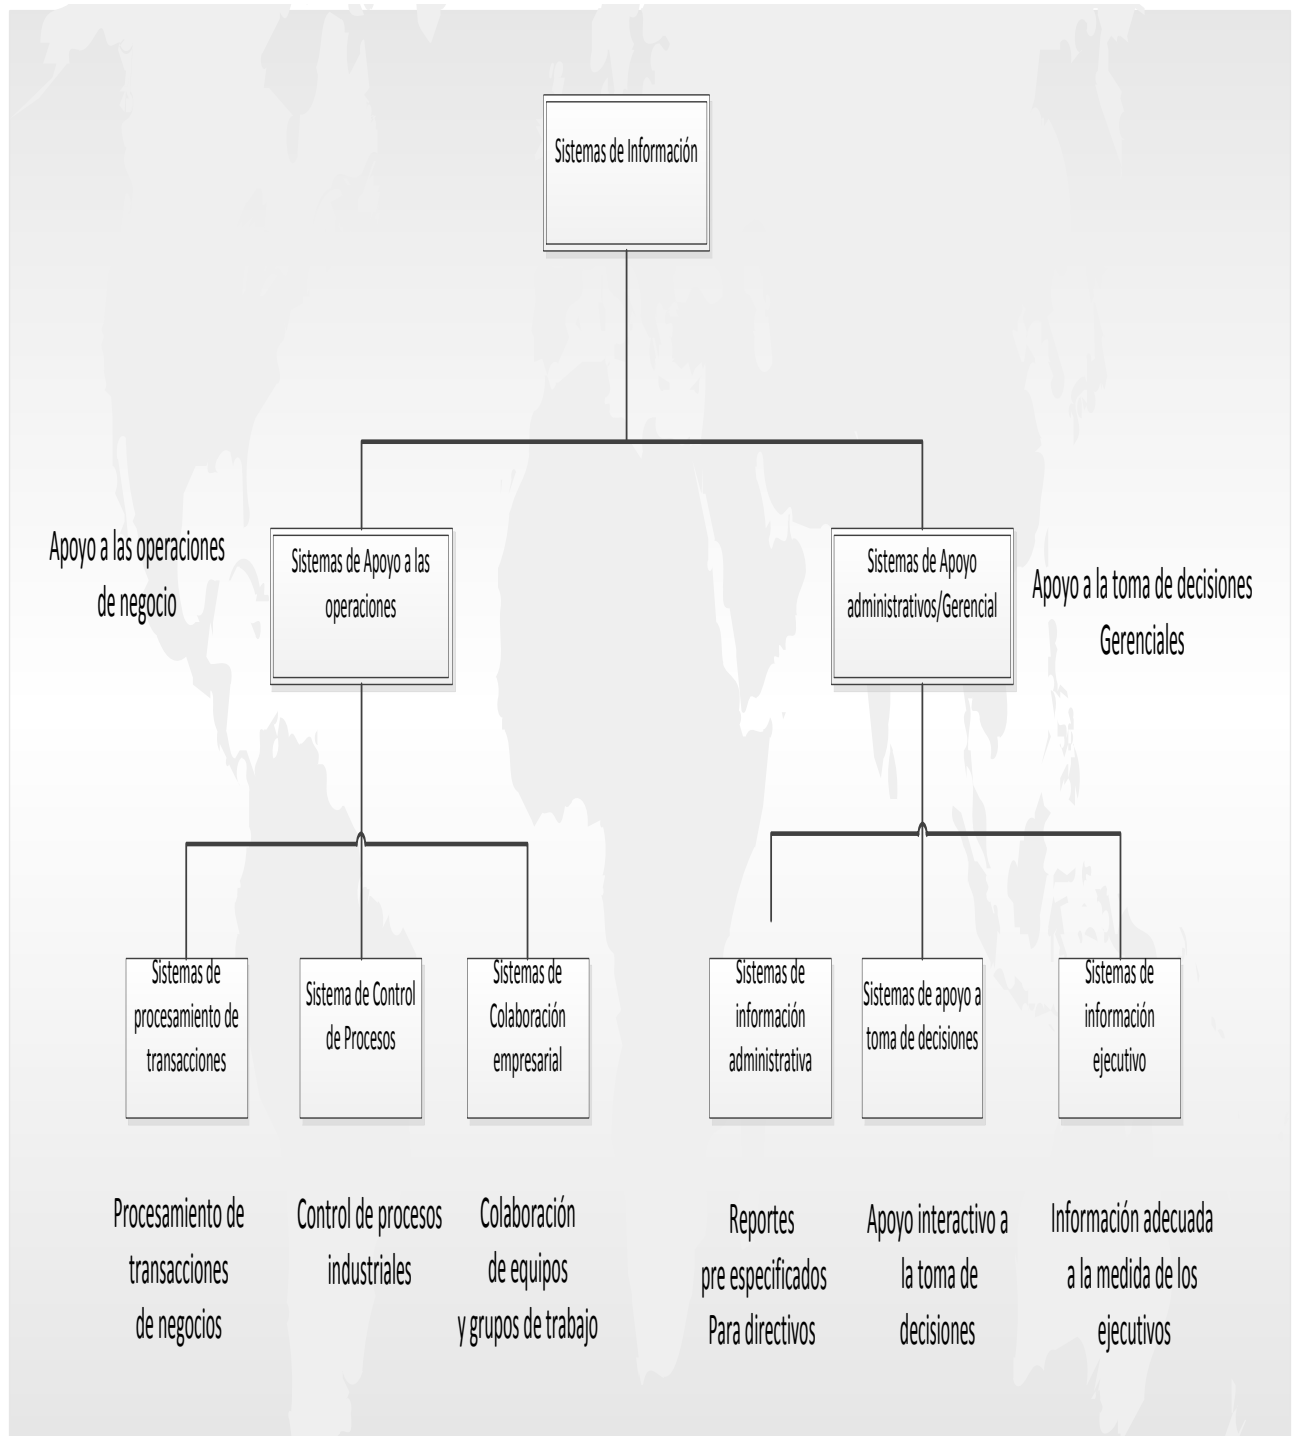 Sistemas de Información
Apoyo a las operaciones
de negocio
Sistemas de Apoyo a las
operaciones
Sistemas de Apoyo
administrativos/Gerencial
Apoyo a la toma de decisiones
Gerenciales
Sistemas de
procesamiento de
transacciones
Sistema de Control
de Procesos
Sistemas de
Colaboración
empresarial
Sistemas de
información
administrativa
Sistemas de apoyo a
toma de decisiones
Sistemas de
información
ejecutivo
Procesamiento de
transacciones
de negocios
Control de procesos
industriales
Colaboración
de equipos
y grupos de trabajo
Reportes
pre especificados
Para directivos
Apoyo interactivo a
la toma de
decisiones
Información adecuada
a la medida de los
ejecutivos